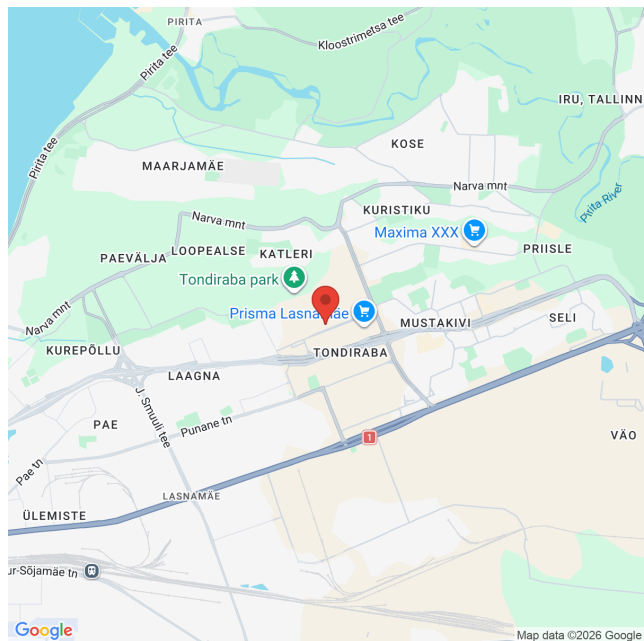 PIRITA
Kloostrimetsa tee
Pirita tee
IRU, TALLINN
KOSE
Pirita tee
MAARJAMÄE
Narva mnt
Pirita River
KURISTIKU
Narva mnt
Maxima XXX
LOOPEALSE
KATLERI
PRIISLE
PAEVÄLJA
Tondiraba park
Narva mnt
Prisma Lasnamäe
SELI
MUSTAKIVI
KUREPÕLLU
TONDIRABA
LAAGNA
J. Smuuli tee
PAE
Punane tn
1
VÄO
Pae tn
LASNAMÄE
ÜLEMISTE
ur-Sõjamäe tn
Google
Map data ©2026 Google